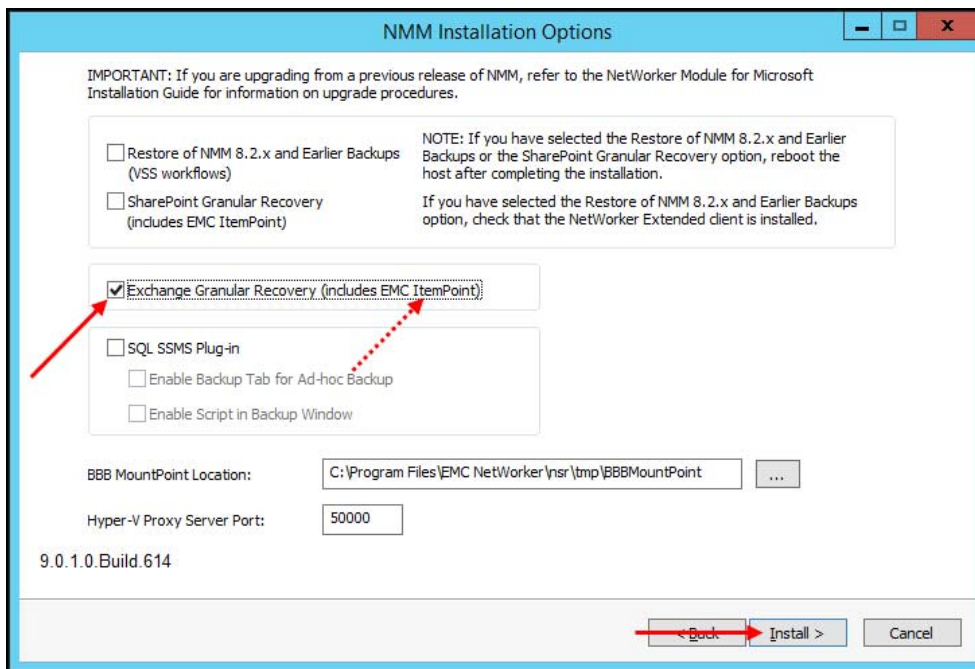 NMM Installation Options
IMPORTANT: If you are upgrading from a previous release of NMM, refer to the NetWorker Module for Microsoft
Installation Guide for information on upgrade procedures.
Restore of NMM 8.2.x and Earlier Backups
(VSS workflows)
SharePoint Granular Recovery
(includes EMC ItemPoint)
NOTE: If you have selected the Restore of NMM 8.2.x and Earlier
Backups or the SharePoint Granular Recovery option, reboot the
host after completing the installation.
If you have selected the Restore of NMM 8.2.x and Earlier Backups
option, check that the NetWorker Extended client is installed.
Exchange Granular Recovery (includes EMC ItemPoint)
SQL SSMS Plug-in
Enable Backup Tab for Ad-hoc Backup
Enable Script in Backup Window
BBB MountPoint Location:
C:\Program Files\EMC NetWorker\nsr\tmp\BBBMountPoint
...
Hyper-V Proxy Server Port:
50000
9.0.1.0.Build.614
< Back
Install >
Cancel